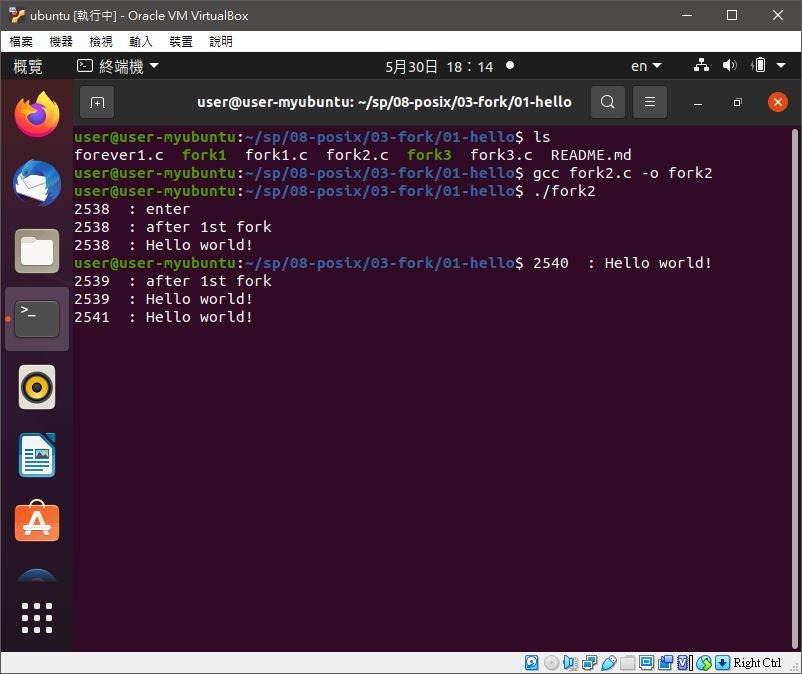 ubuntu [執行中] - Oracle VM VirtualBox
檔案 機器 檢視 輸入 裝置 說明
概覽 終端機 5月30日 18：14 en
user@user-myubuntu: ~/sp/08-posix/03-fork/01-hello
user@user-myubuntu:~/sp/08-posix/03-fork/01-hello$ ls
forever1.c fork1 fork1.c fork2.c fork3 fork3.c README.md
user@user-myubuntu:~/sp/08-posix/03-fork/01-hello$ gcc fork2.c -o fork2
user@user-myubuntu:~/sp/08-posix/03-fork/01-hello$ ./fork2
2538 : enter
2538 : after 1st fork
2538 : Hello world!
user@user-myubuntu:~/sp/08-posix/03-fork/01-hello$ 2540 : Hello world!
2539 : after 1st fork
2539 : Hello world!
2541 : Hello world!
Right Ctrl